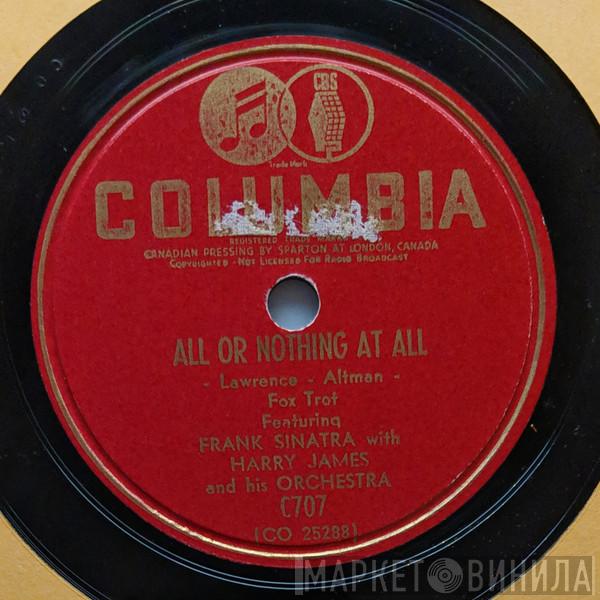 CBS
Trade Mark
COLUMBIA
REGISTERED TRADE MARK
CANADIAN PRESSING BY SPARTON AT LONDON, CANADA
COPYRIGHTED - NOT LICENSED FOR RADIO BROADCAST
ALL OR NOTHING AT ALL
- Lawrence - Altman -
Fox Trot
Featuring
FRANK SINATRA with
HARRY JAMES
and his ORCHESTRA
C707
(CO 25288)
МАРКЕТ ВИНИЛА